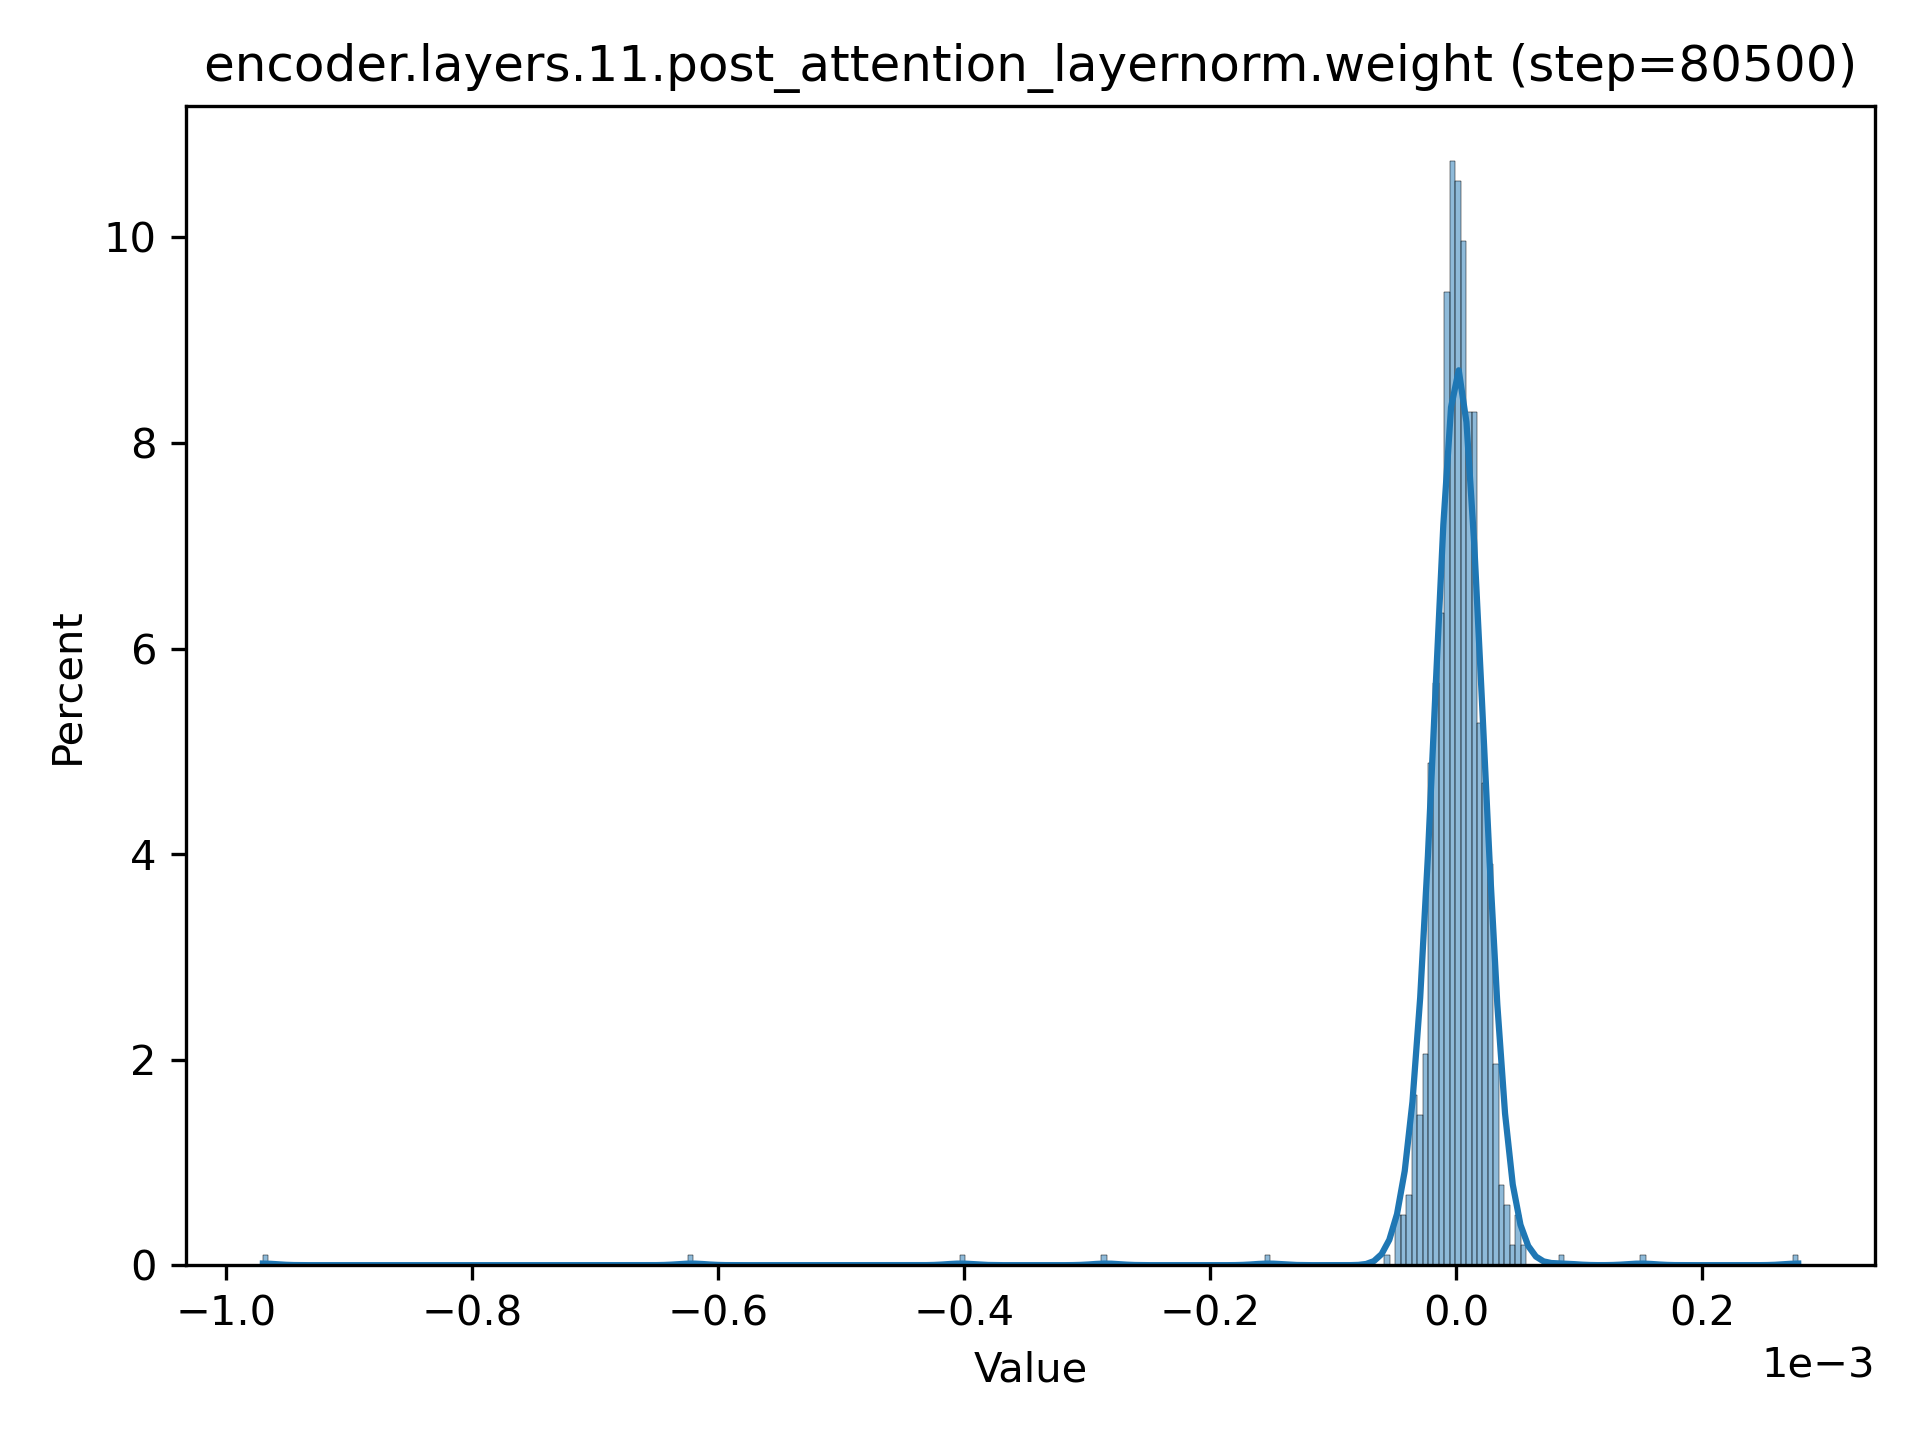 encoder.layers.11.post_attention_layernorm.weight (step=80500)
10
8
6
4
2
0
Percent
−1.0 −0.8 −0.6 −0.4 −0.2 0.0 0.2
1e−3
Value